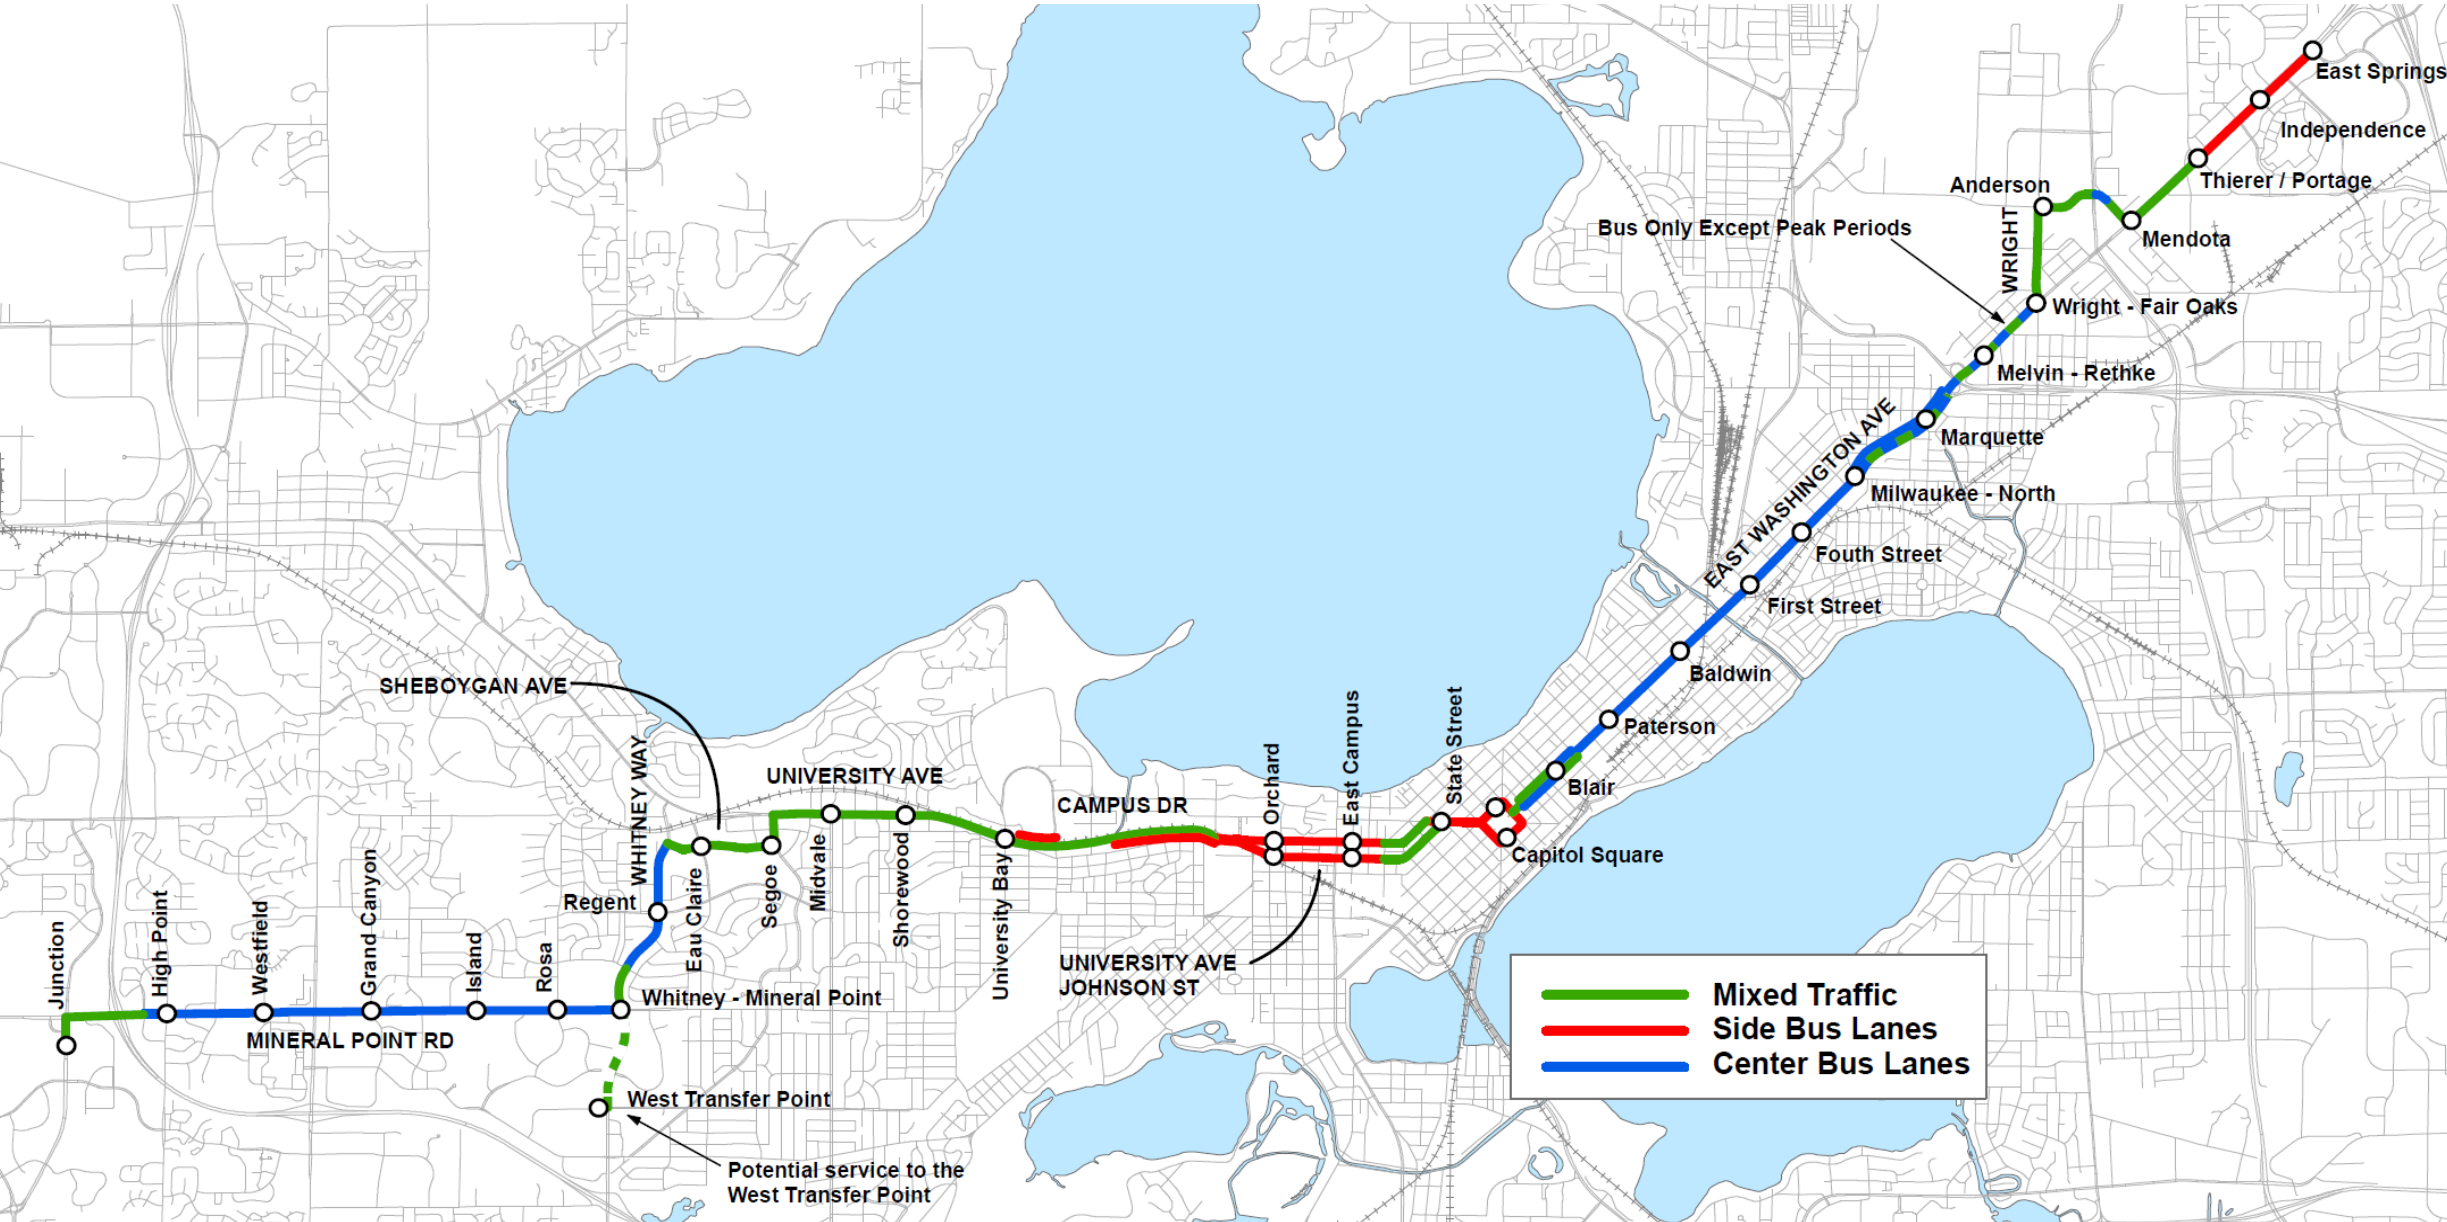 East Springs
Independence
Thierer / Portage
Anderson
Mendota
WRIGHT
Bus Only Except Peak Periods
Wright - Fair Oaks
Melvin - Rethke
Marquette
EAST WASHINGTON AVE
Milwaukee - North
Fouth Street
First Street
Baldwin
Paterson
Blair
State Street
Capitol Square
East Campus
Orchard
CAMPUS DR
UNIVERSITY AVE
JOHNSON ST
UNIVERSITY AVE
SHEBOYGAN AVE
WHITNEY WAY
University Bay
Shorewood
Midvale
Segoe
Eau Claire
Regent
Whitney - Mineral Point
Rosa
Island
Grand Canyon
Westfield
High Point
Junction
MINERAL POINT RD
West Transfer Point
Potential service to the
West Transfer Point
Mixed Traffic
Side Bus Lanes
Center Bus Lanes